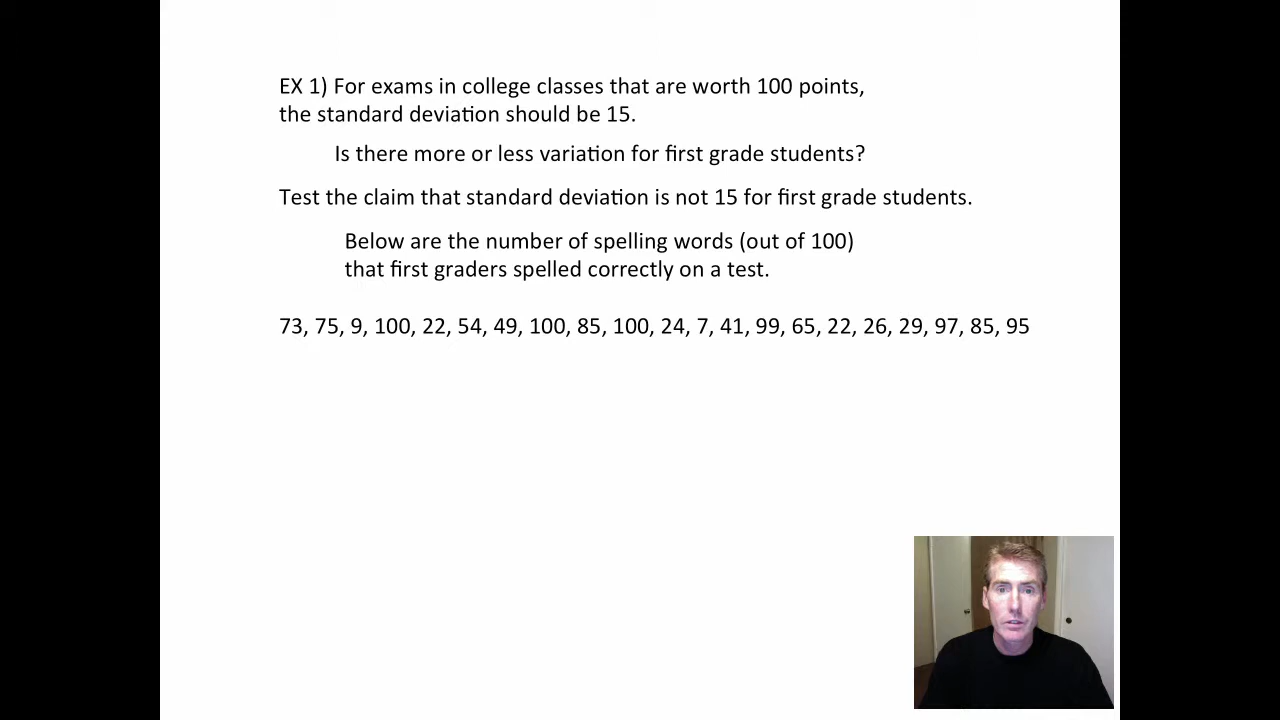 EX 1) For exams in college classes that are worth 100 points,
the standard deviation should be 15.
Is there more or less variation for first grade students?
Test the claim that standard deviation is not 15 for first grade students.
Below are the number of spelling words (out of 100)
that first graders spelled correctly on a test.
73, 75, 9, 100, 22, 54, 49, 100, 85, 100, 24, 7, 41, 99, 65, 22, 26, 29, 97, 85, 95